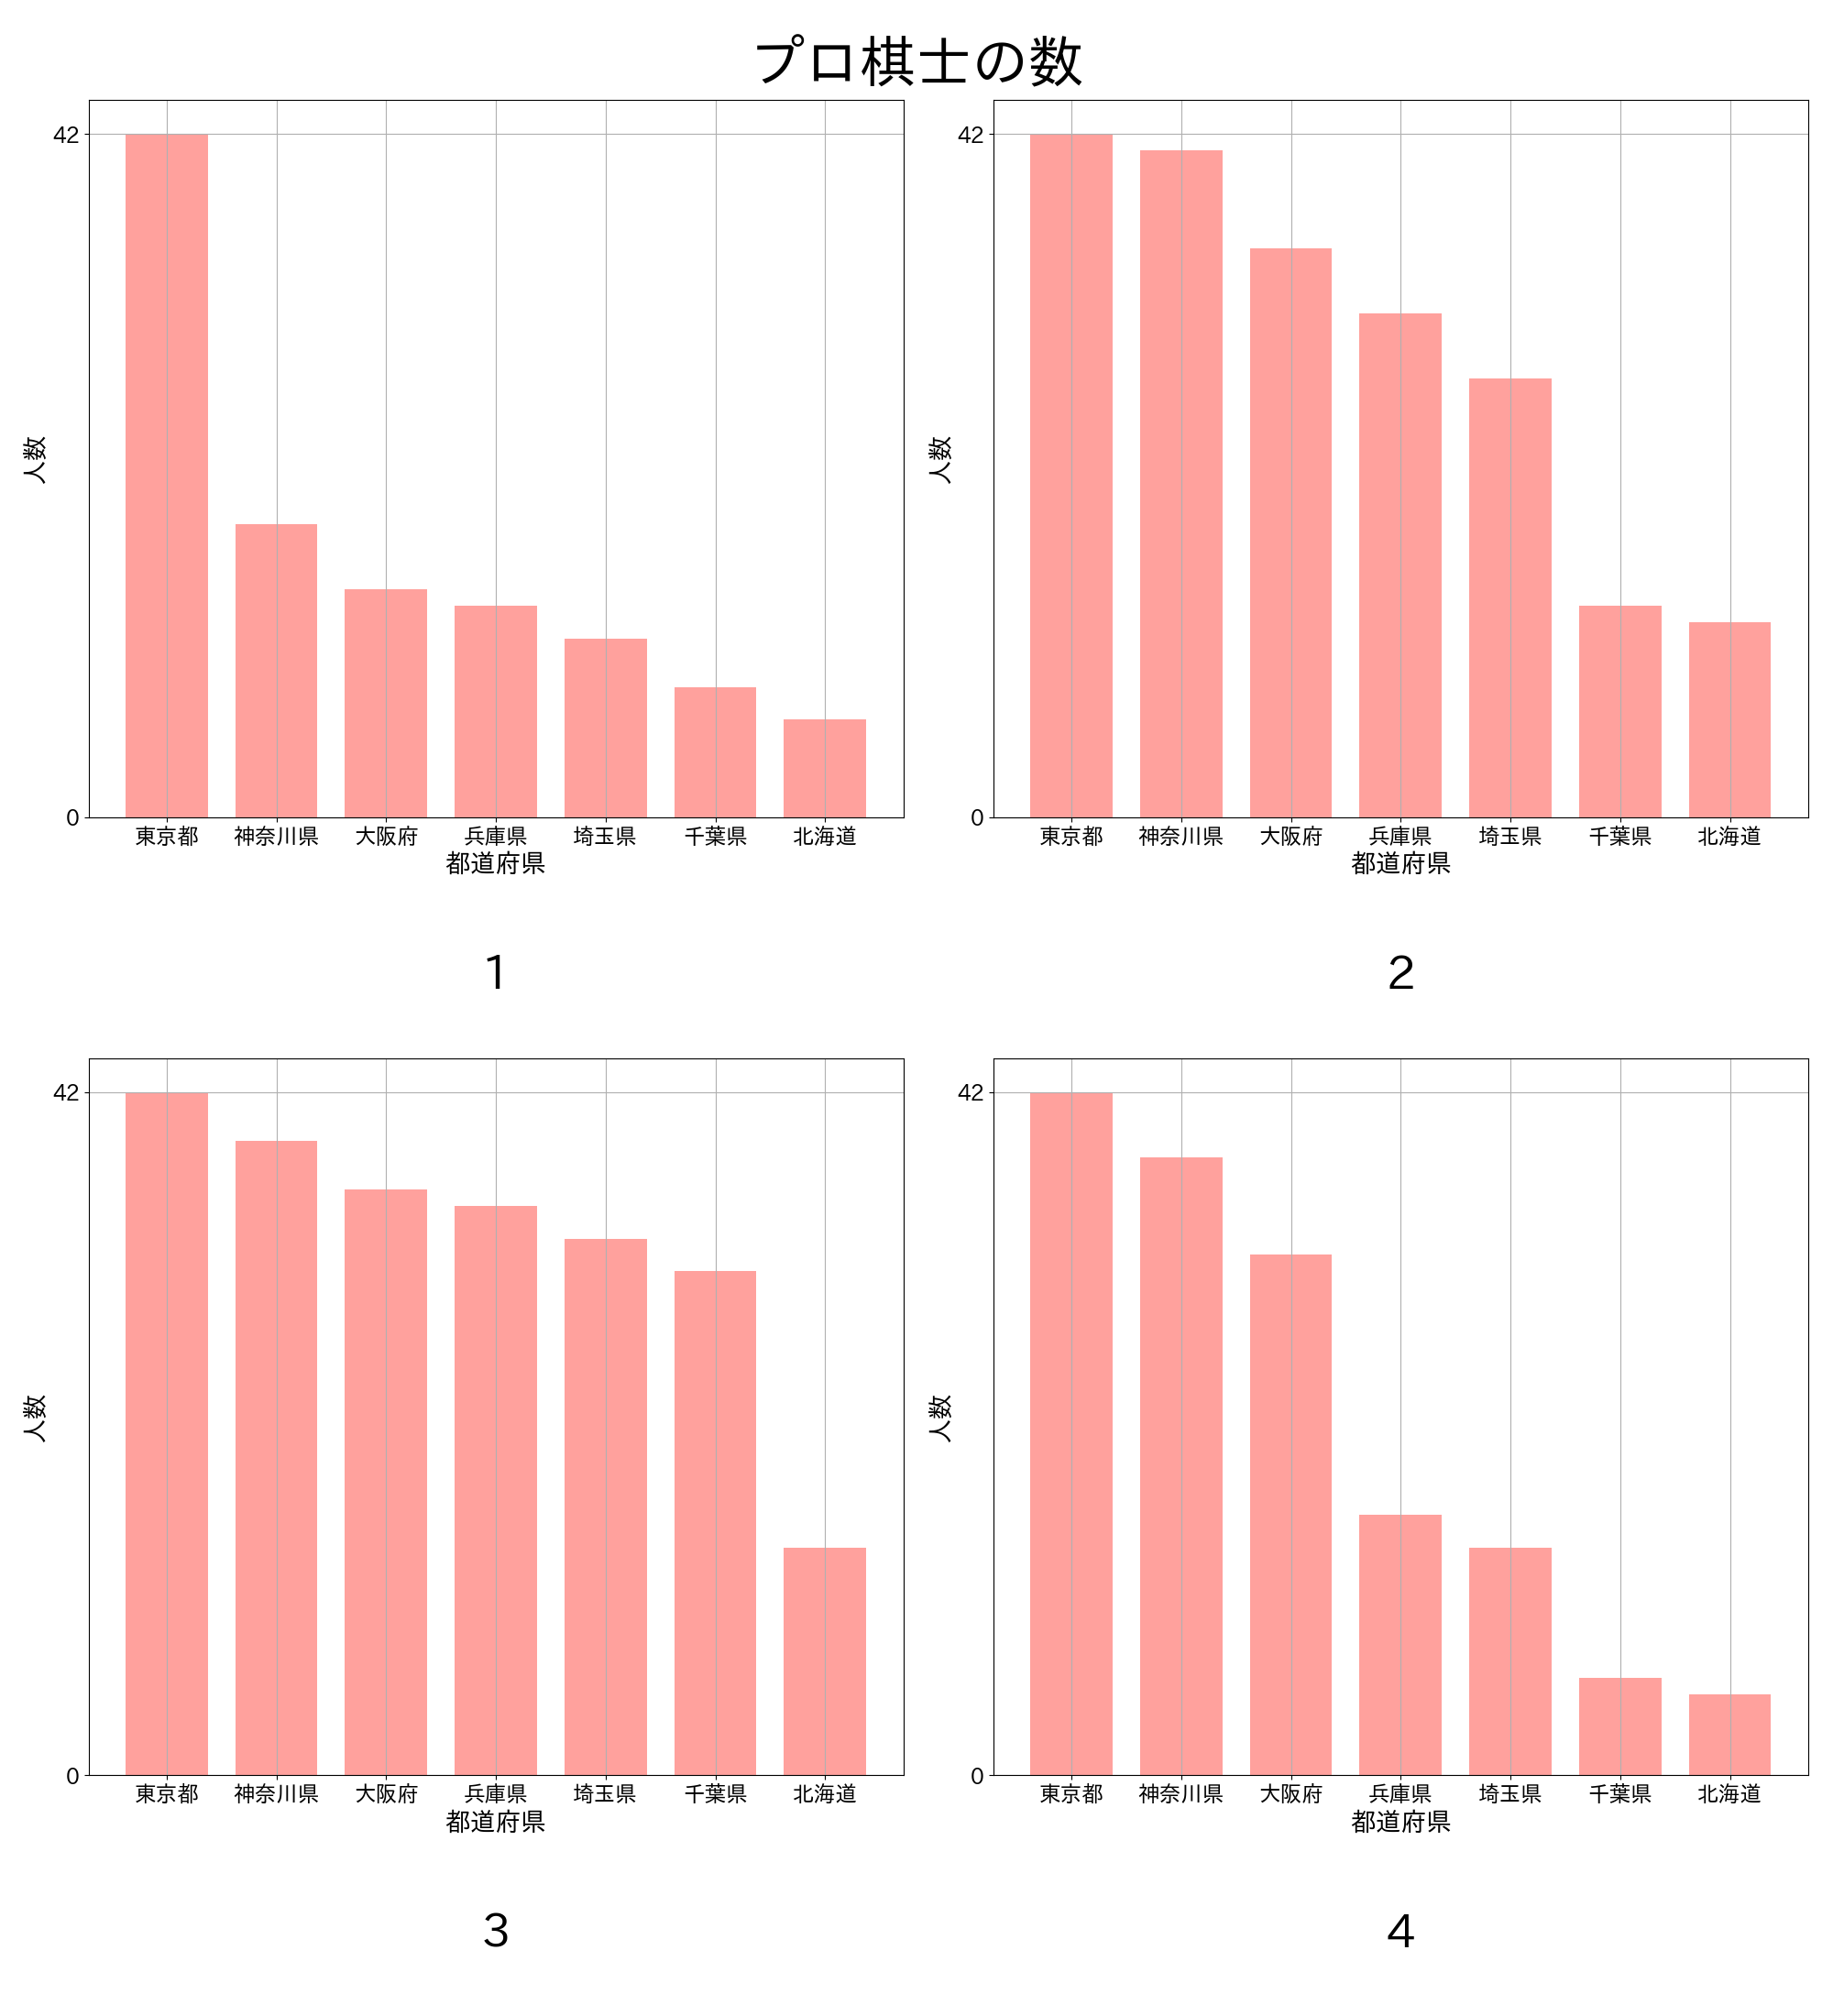 プロ棋士の数
42
0
人数
東京都 神奈川県 大阪府 兵庫県 埼玉県 千葉県 北海道
都道府県
1
42
0
人数
東京都 神奈川県 大阪府 兵庫県 埼玉県 千葉県 北海道
都道府県
2
42
0
人数
東京都 神奈川県 大阪府 兵庫県 埼玉県 千葉県 北海道
都道府県
3
42
0
人数
東京都 神奈川県 大阪府 兵庫県 埼玉県 千葉県 北海道
都道府県
4